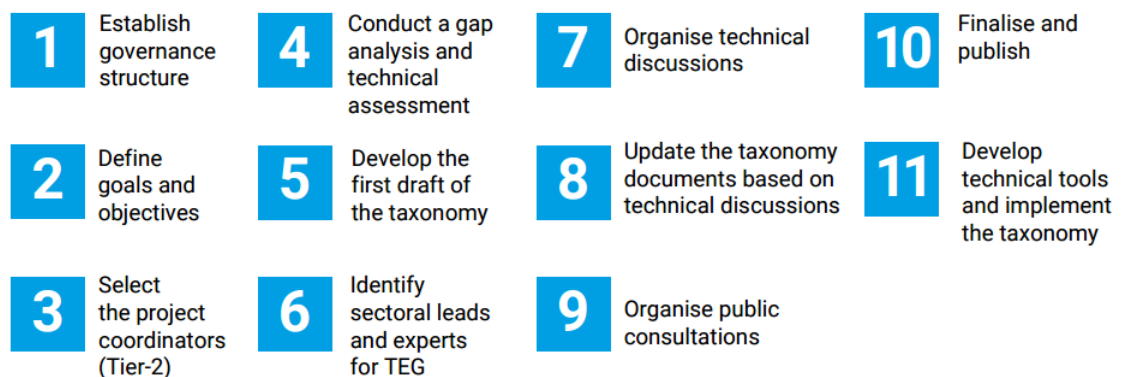 1
Establish
governance
structure
2
Define
goals and
objectives
3
Select
the project
coordinators
(Tier-2)
4
Conduct a gap
analysis and
technical
assessment
5
Develop the
first draft of
the taxonomy
6
Identify
sectoral leads
and experts
for TEG
7
Organise technical
discussions
8
Update the taxonomy
documents based on
technical discussions
9
Organise public
consultations
10
Finalise and
publish
11
Develop
technical tools
and implement
the taxonomy